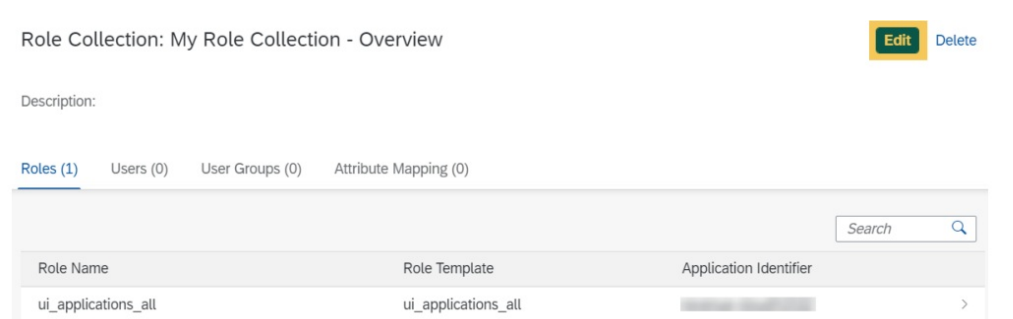 Role Collection: My Role Collection - Overview
Edit Delete
Description:
Roles (1) Users (0) User Groups (0) Attribute Mapping (0)
Search
Role Name Role Template Application Identifier
ui_applications_all ui_applications_all